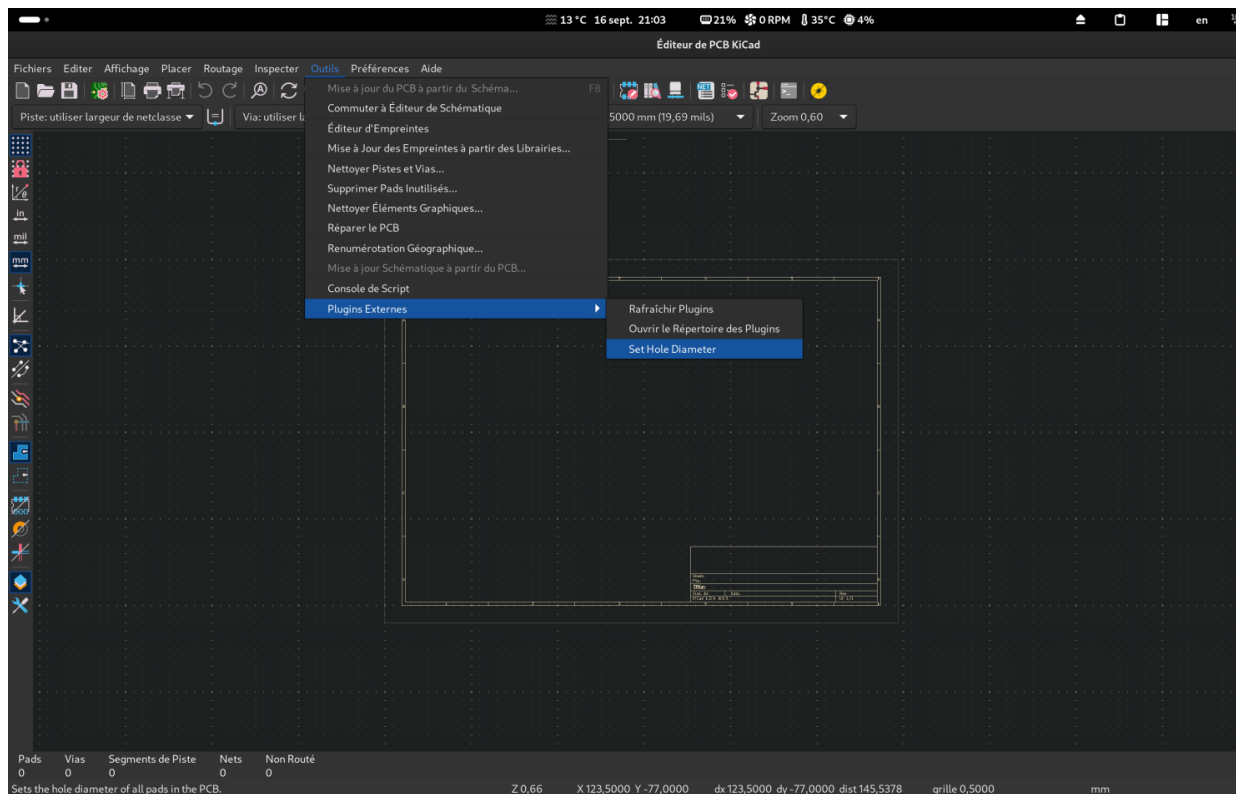 13 °C 16 sept. 21:03 21% 0 RPM 35°C 4% en
Éditeur de PCB KiCad
Fichiers Editer Affichage Placer Routage Inspecter Outils Préférences Aide
Piste: utiliser largeur de netclasse Via: utiliser la 5000 mm (19,69 mils) Zoom 0,60
Mise à jour du PCB à partir du Schéma... F8
Commuter à Éditeur de Schématique
Éditeur d'Empreintes
Mise à Jour des Empreintes à partir des Librairies...
Nettoyer Pistes et Vias...
Supprimer Pads Inutilisés...
Nettoyer Éléments Graphiques...
Réparer le PCB
Renumérotation Géographique...
Mise à jour Schématique à partir du PCB...
Console de Script
Plugins Externes
Rafraîchir Plugins
Ouvrir le Répertoire des Plugins
Set Hole Diameter
in
mil
mm
Pads Vias Segments de Piste Nets Non Routé
0 0 0 0 0
Sets the hole diameter of all pads in the PCB. Z 0,66 X 123,5000 Y -77,0000 dx 123,5000 dy -77,0000 dist 145,5378 grille 0,5000 mm